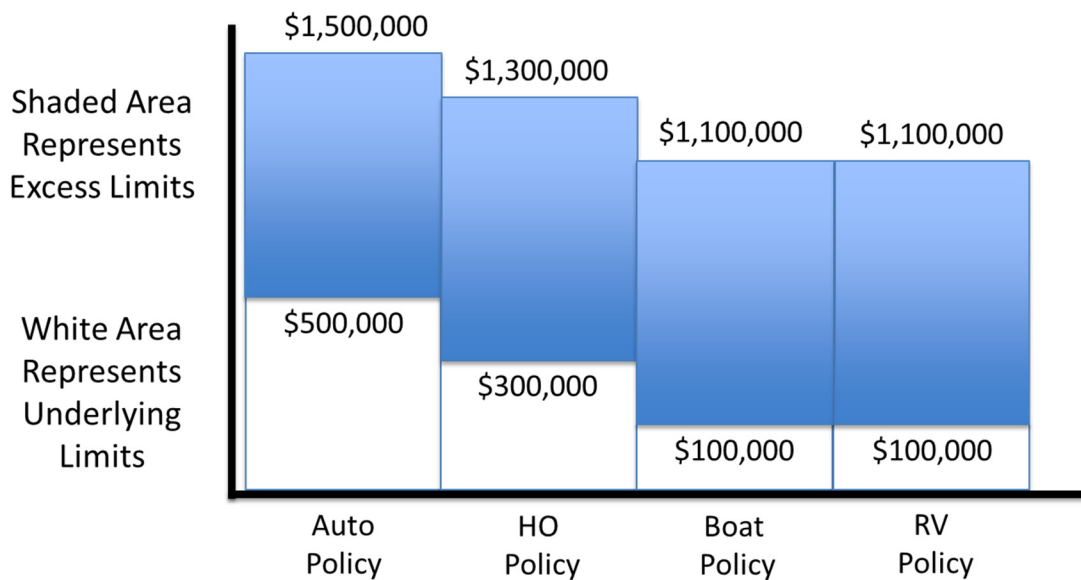 $1,500,000
$1,300,000
$1,100,000
$1,100,000
Shaded Area
Represents
Excess Limits
White Area
Represents
Underlying
Limits
$500,000
$300,000
$100,000
$100,000
Auto
Policy
HO
Policy
Boat
Policy
RV
Policy